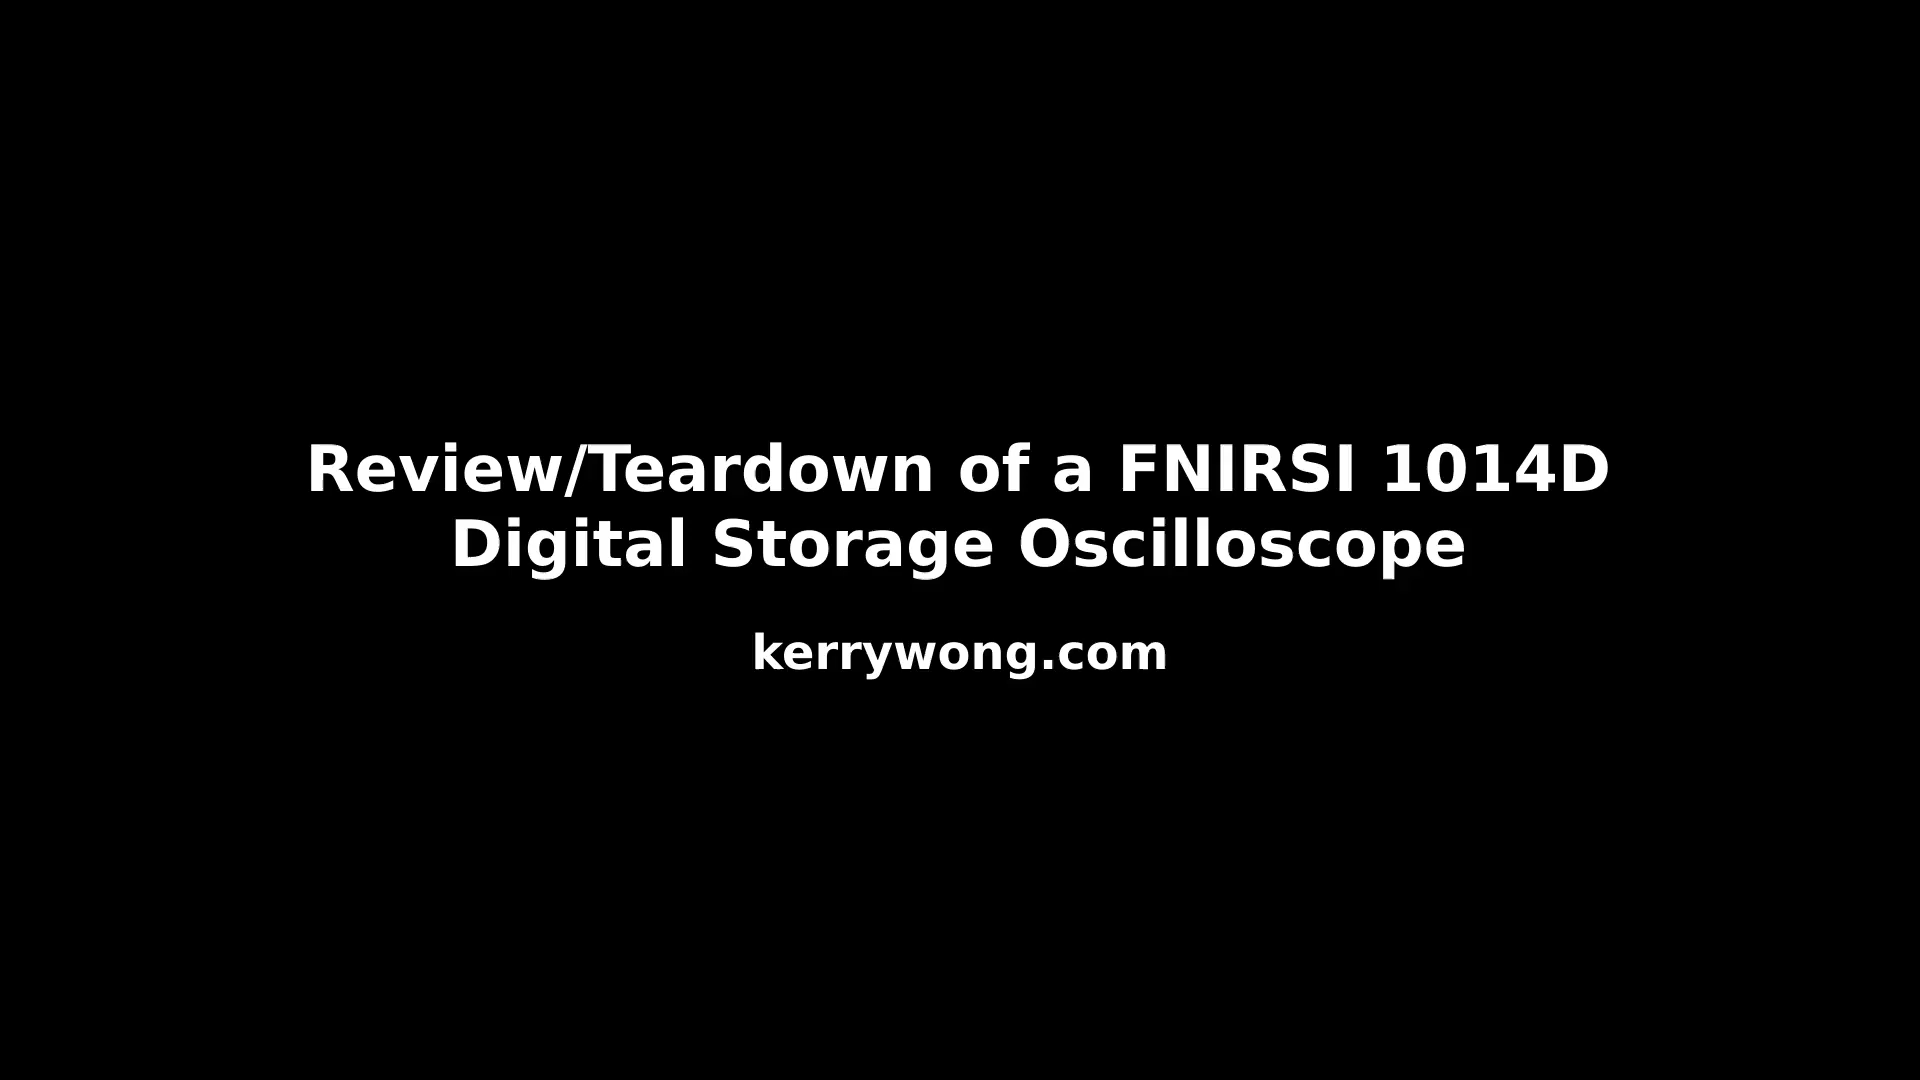 Review/Teardown of a FNIRSI 1014D
Digital Storage Oscilloscope
kerrywong.com